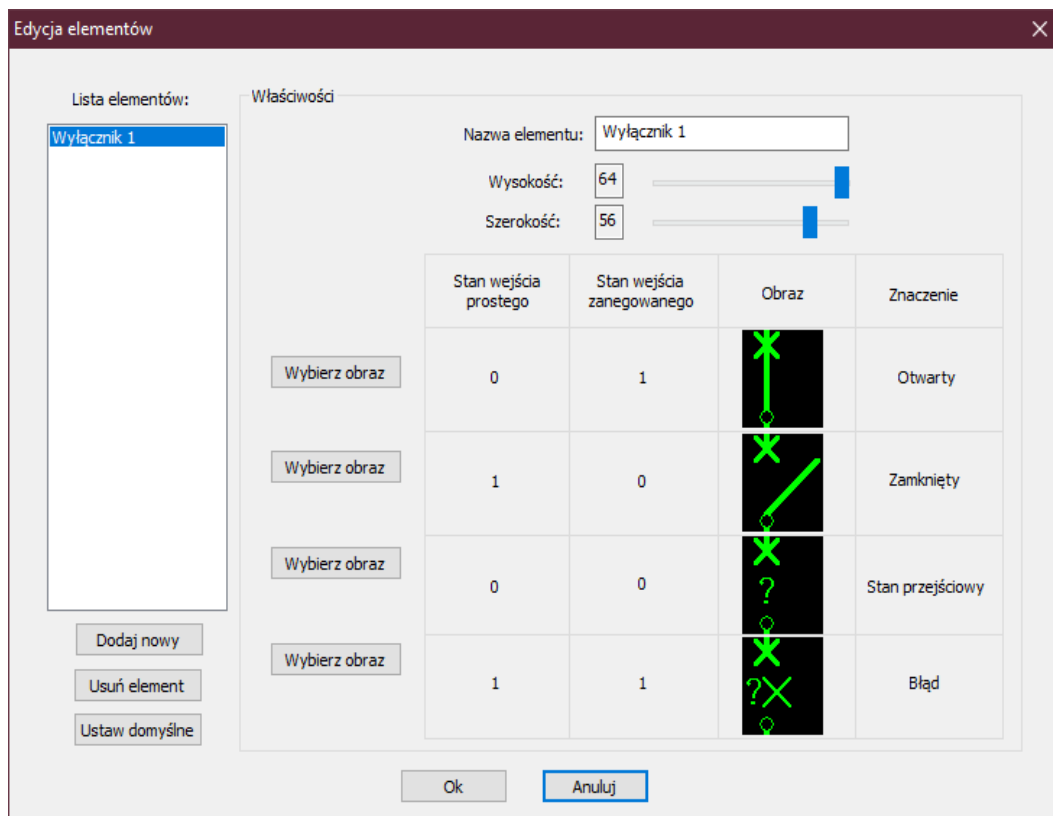 Edycja elementów
Lista elementów:
Wyłącznik 1
Dodaj nowy
Usuń element
Ustaw domyślne
Właściwości
Nazwa elementu: Wyłącznik 1
Wysokość: 64
Szerokość: 56
Stan wejścia prostego
Stan wejścia zanegowanego
Obraz
Znaczenie
Wybierz obraz 0 1 Otwarty
Wybierz obraz 1 0 Zamknięty
Wybierz obraz 0 0 ? Stan przejściowy
Wybierz obraz 1 1 ?X Błąd
Ok Anuluj